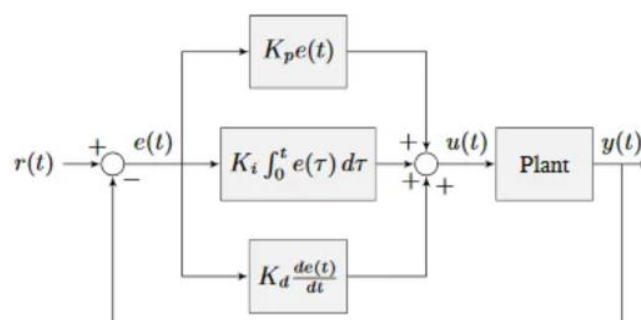 K_p e(t)
+ e(t) + u(t) y(t)
r(t) K_i ∫_0^t e(τ) dτ Plant
− + +
K_d de(t)/dt